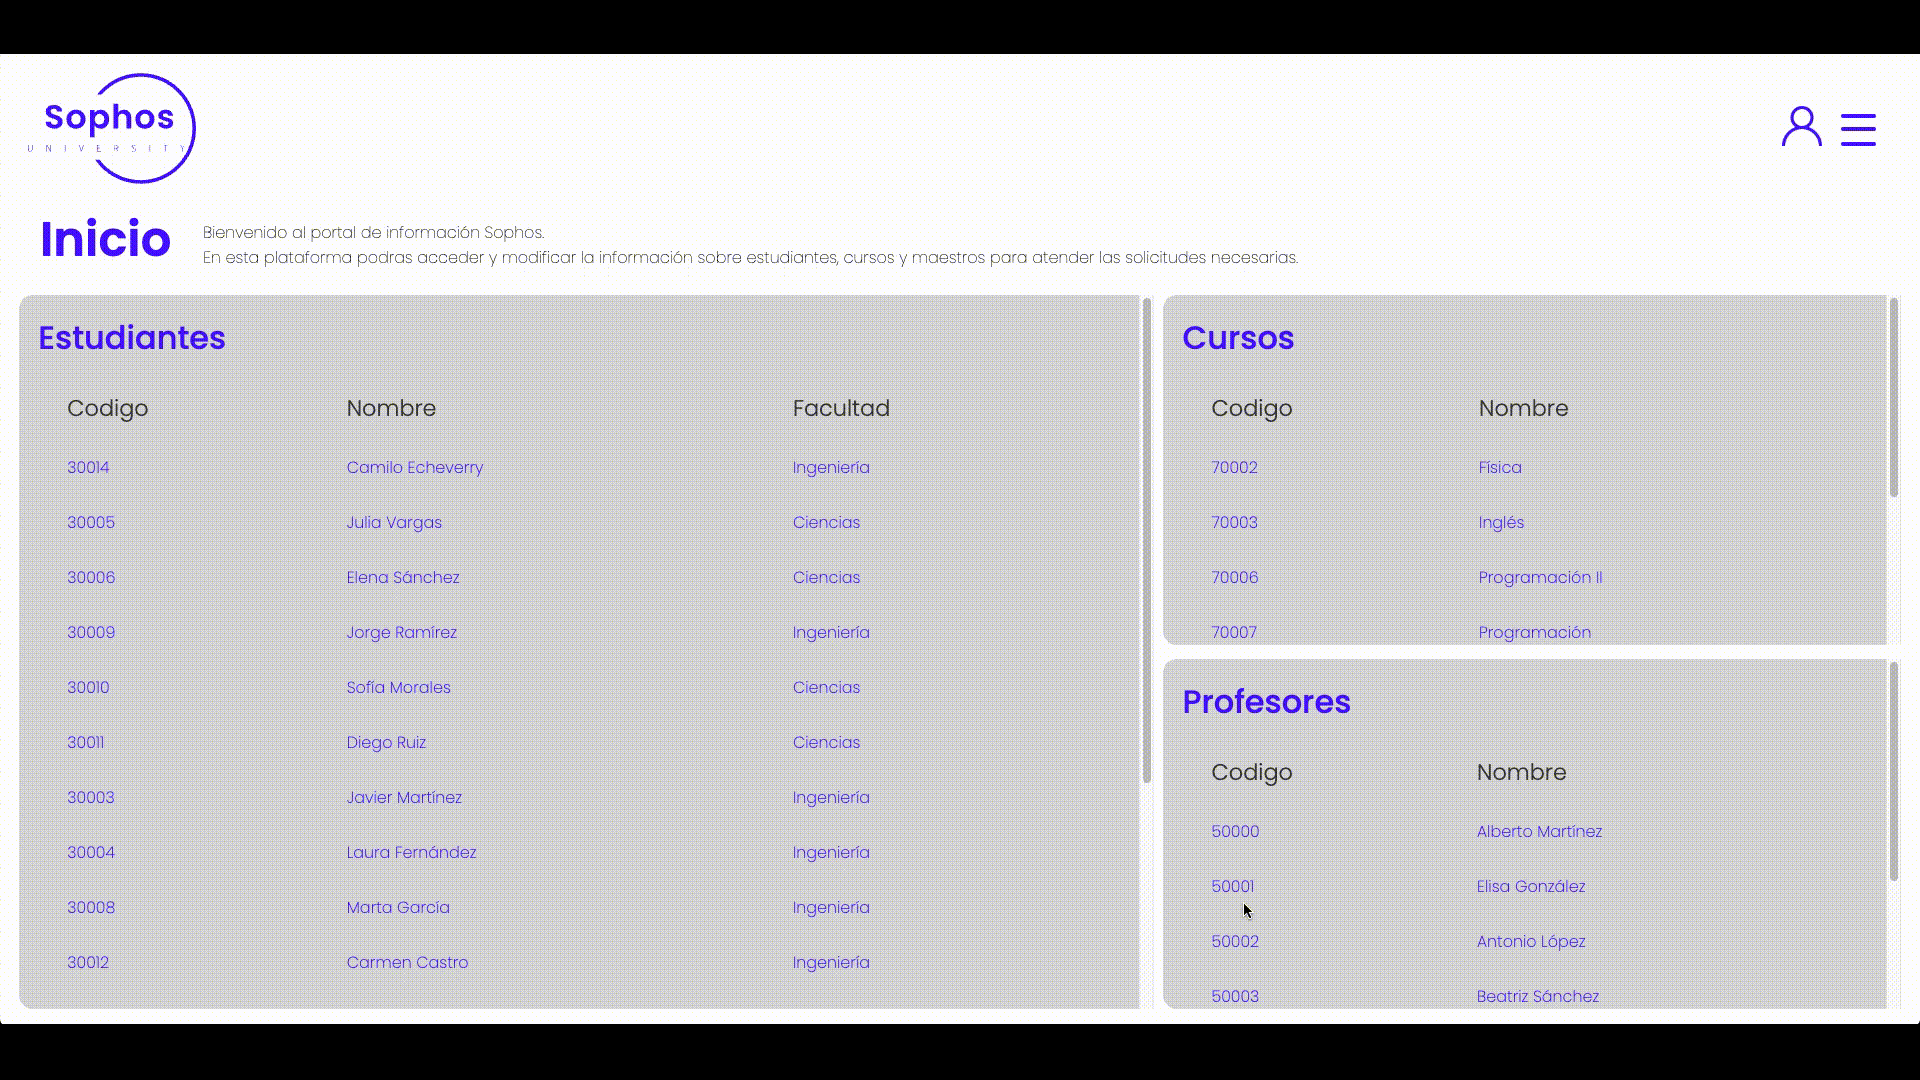 Sophos
UNIVERSITY
Inicio
Bienvenido al portal de información Sophos.
En esta plataforma podras acceder y modificar la información sobre estudiantes, cursos y maestros para atender las solicitudes necesarias.
Estudiantes
Codigo Nombre Facultad
30014 Camilo Echeverry Ingeniería
30005 Julia Vargas Ciencias
30006 Elena Sánchez Ciencias
30009 Jorge Ramírez Ingeniería
30010 Sofía Morales Ciencias
30011 Diego Ruiz Ciencias
30003 Javier Martínez Ingeniería
30004 Laura Fernández Ingeniería
30008 Marta García Ingeniería
30012 Carmen Castro Ingeniería
Cursos
Codigo Nombre
70002 Física
70003 Inglés
70006 Programación II
70007 Programación
Profesores
Codigo Nombre
50000 Alberto Martínez
50001 Elisa González
50002 Antonio López
50003 Beatriz Sánchez